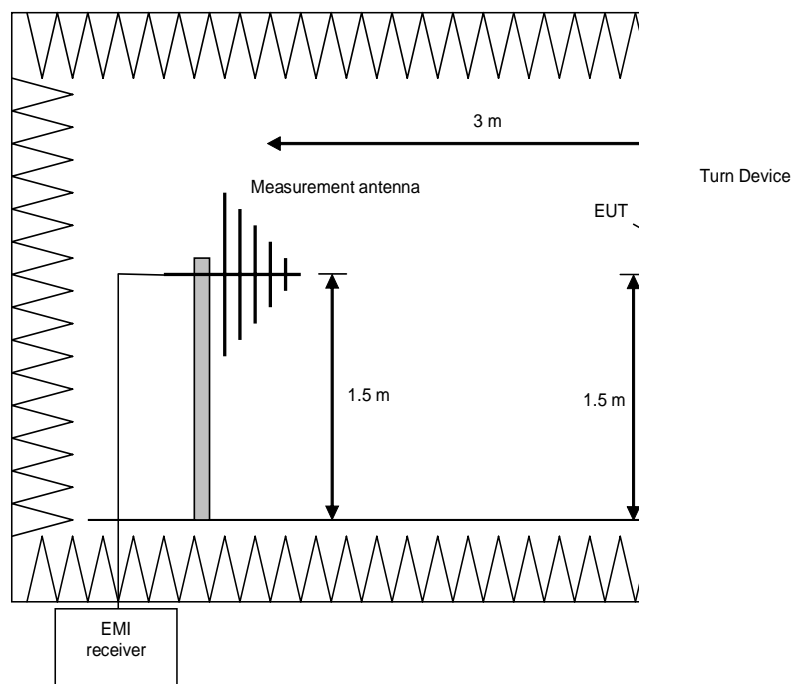 3 m
Turn Device
Measurement antenna
EUT
1.5 m
1.5 m
EMI
receiver